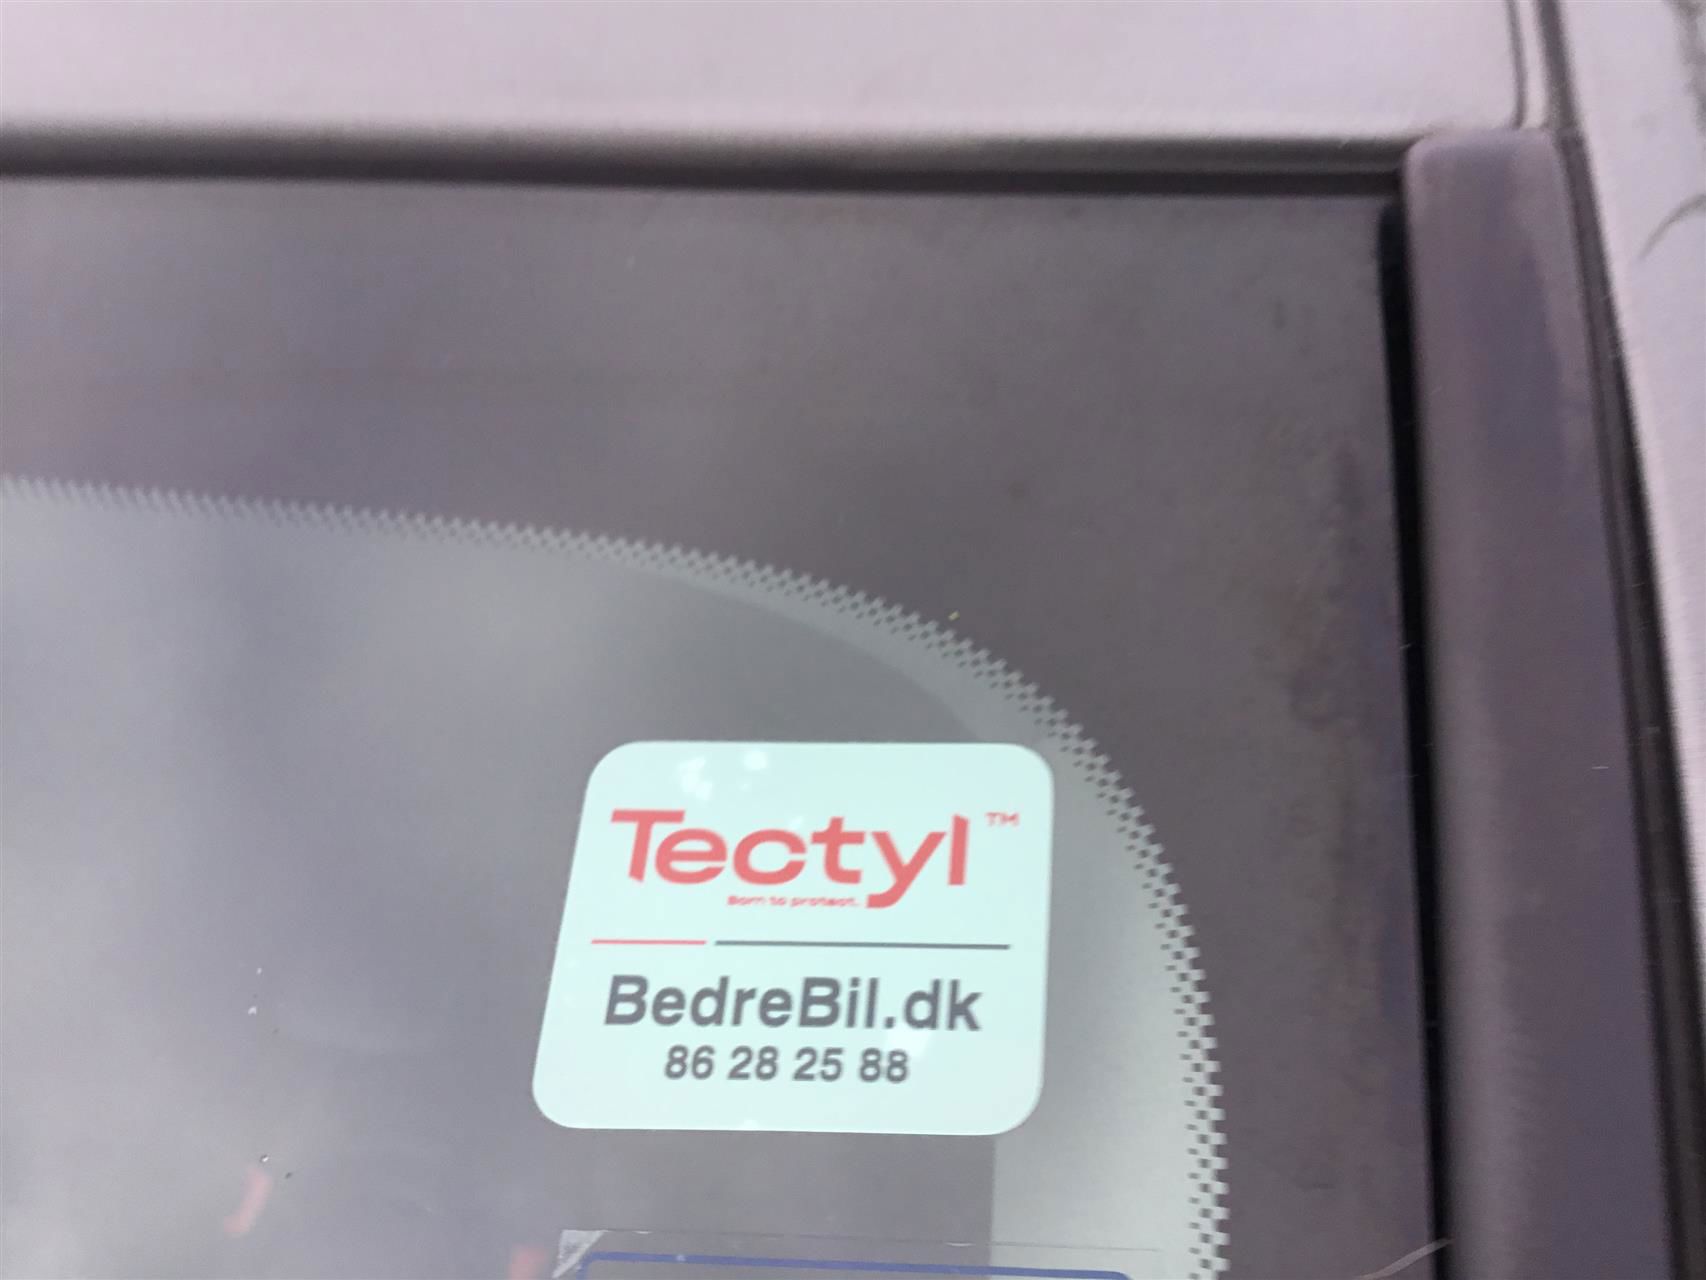 Tectyl™
Born to protect.
BedreBil.dk
86 28 25 88